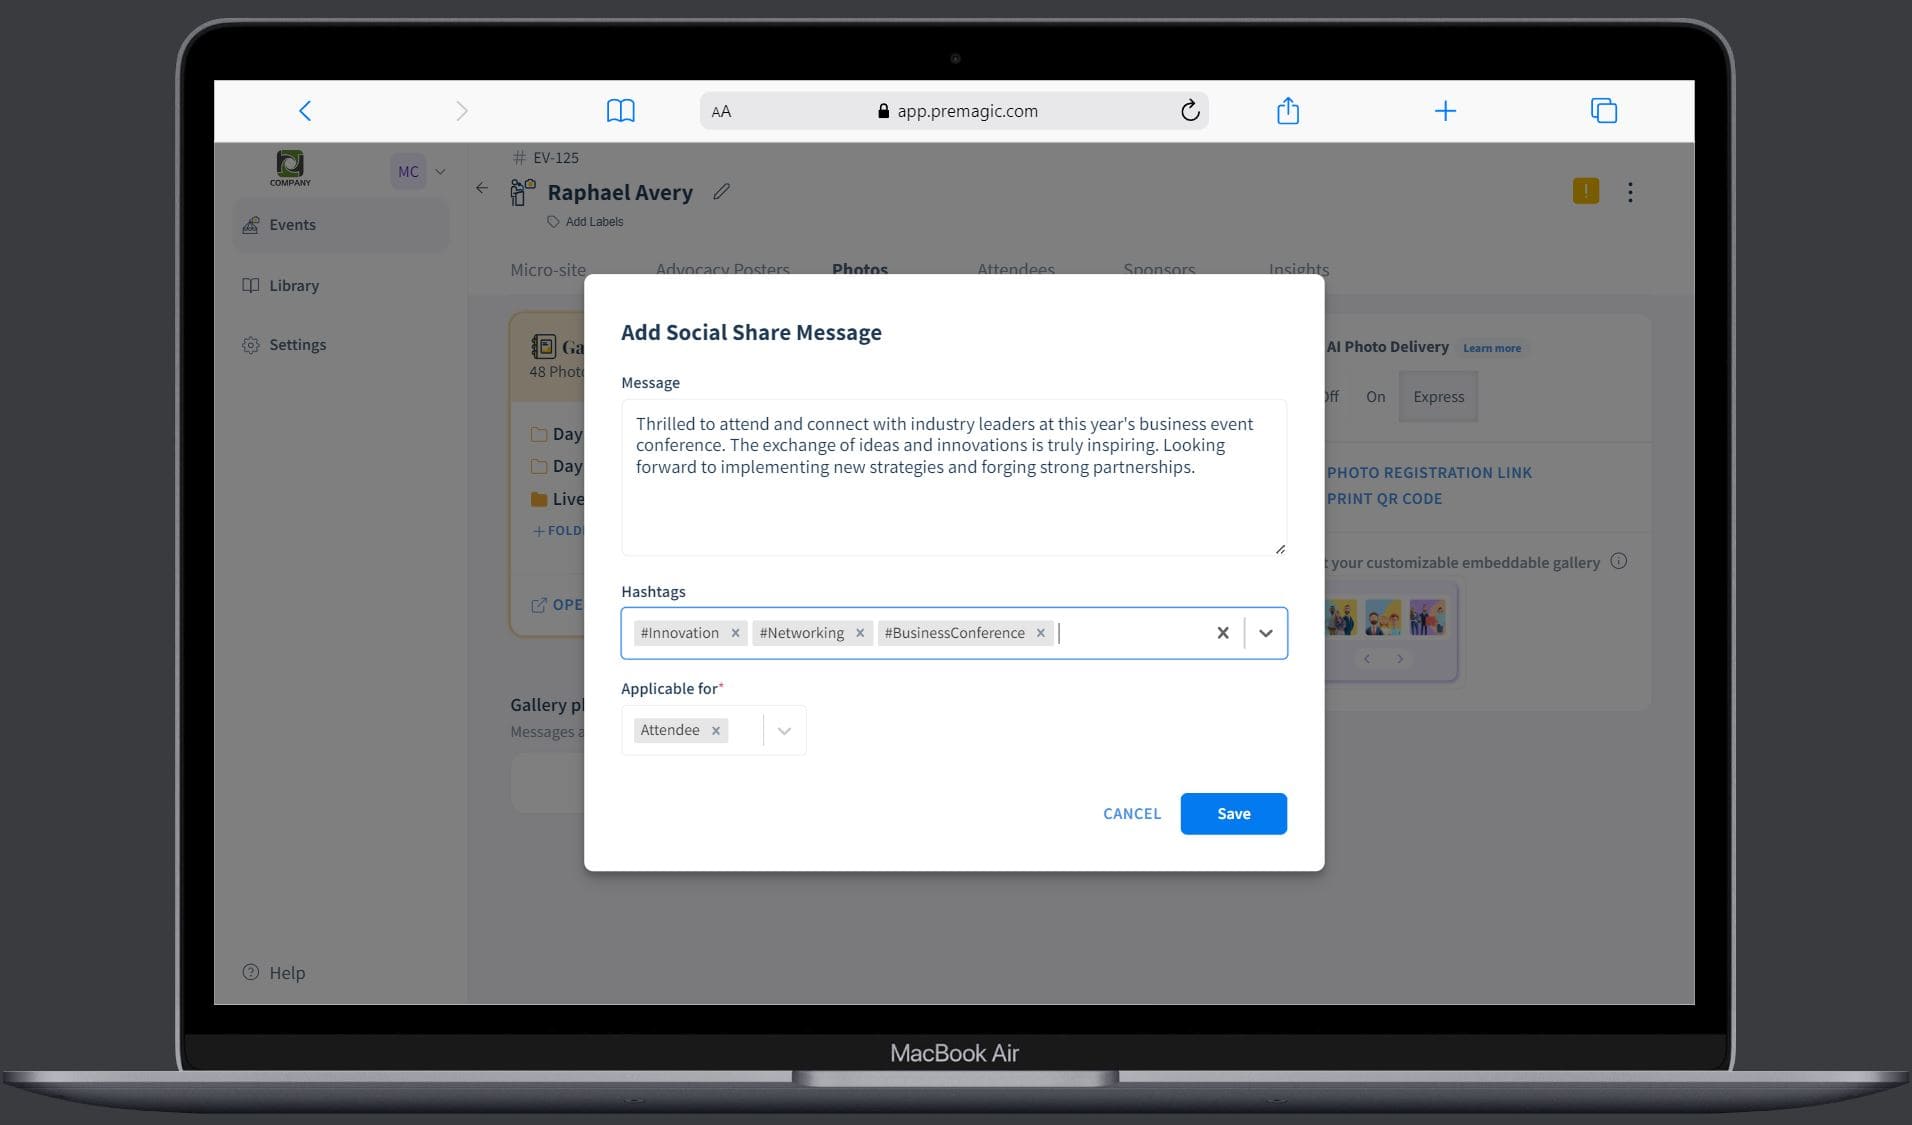 AA
app.premagic.com
COMPANY
MC
Events
Library
Settings
Help
# EV-125
Raphael Avery
Add Labels
!
Micro-site
Advocacy Posters
Photos
Attendees
Sponsors
Insights
Ga
48 Phot
Day
Day
Live
+ FOLD
OPE
Gallery p
Messages a
Add Social Share Message
Message
Thrilled to attend and connect with industry leaders at this year's business event
conference. The exchange of ideas and innovations is truly inspiring. Looking
forward to implementing new strategies and forging strong partnerships.
Hashtags
#Innovation
#Networking
#BusinessConference
Applicable for*
Attendee
CANCEL
Save
AI Photo Delivery
Learn more
Off
On
Express
PHOTO REGISTRATION LINK
PRINT QR CODE
your customizable embeddable gallery
MacBook Air